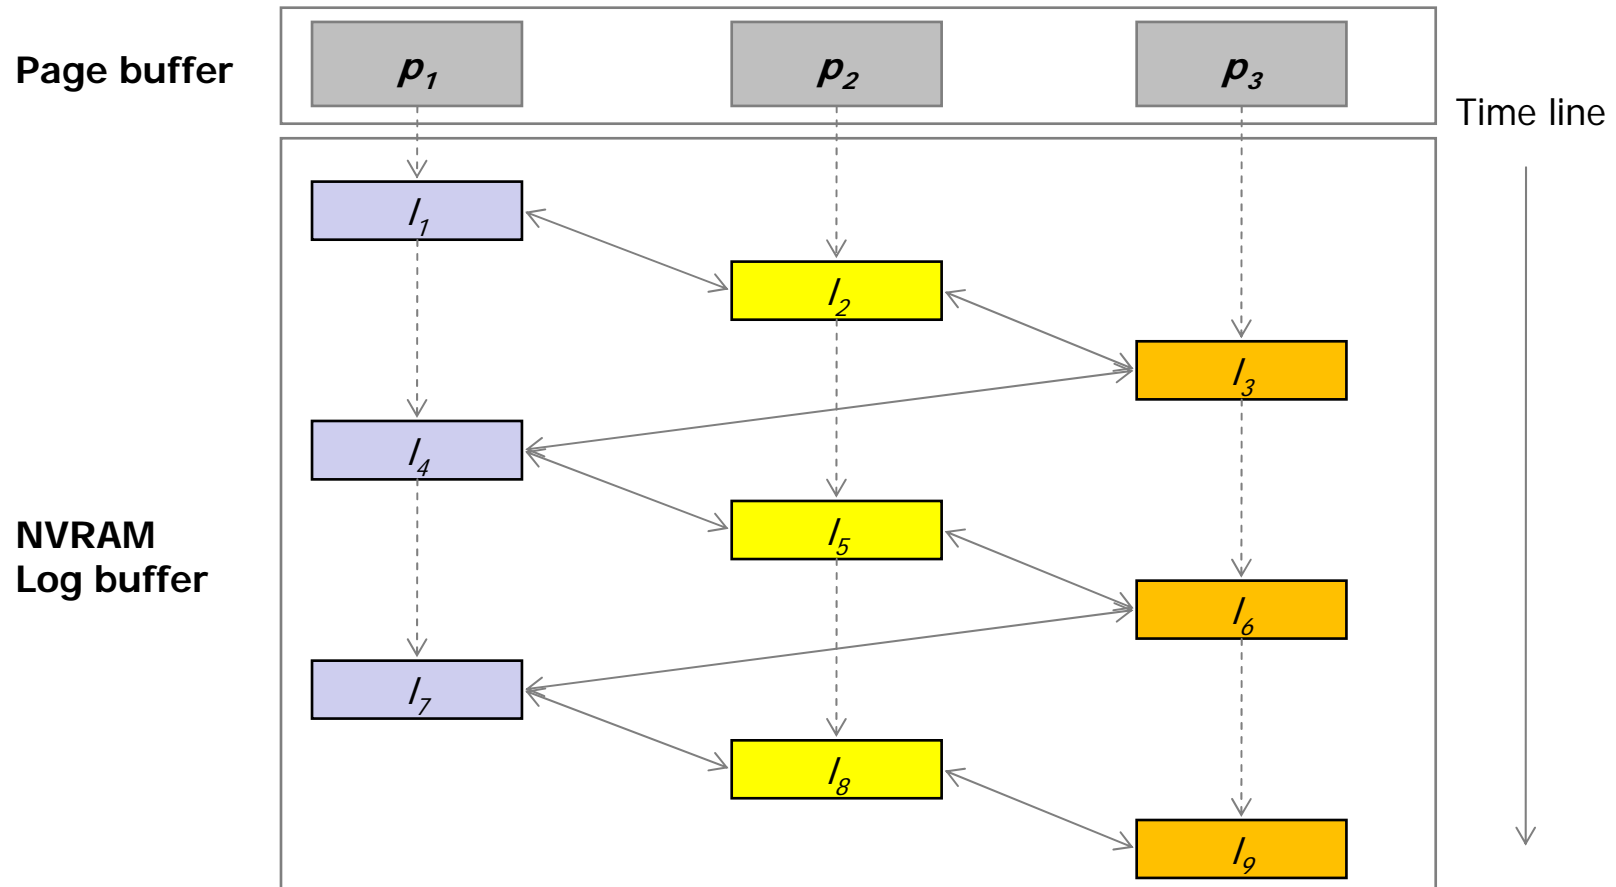 Page buffer
p1
p2
p3
Time line
l1
l2
l3
l4
l5
NVRAM
Log buffer
l6
l7
l8
l9